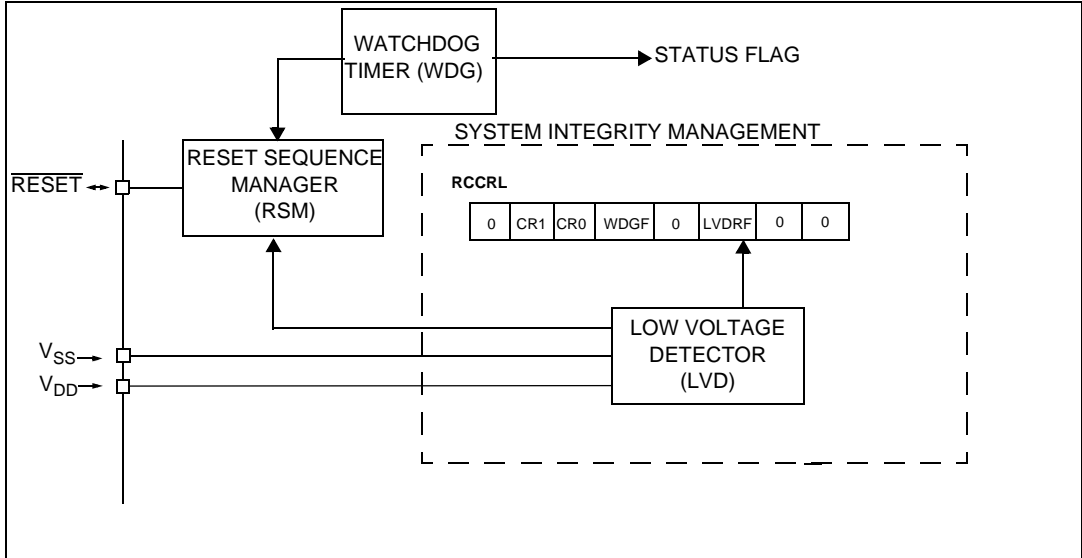 WATCHDOG
TIMER (WDG)
STATUS FLAG
SYSTEM INTEGRITY MANAGEMENT
RESET SEQUENCE
MANAGER
(RSM)
RESET
RCCRL
0 CR1 CR0 WDGF 0 LVDRF 0 0
LOW VOLTAGE
DETECTOR
(LVD)
VSS
VDD